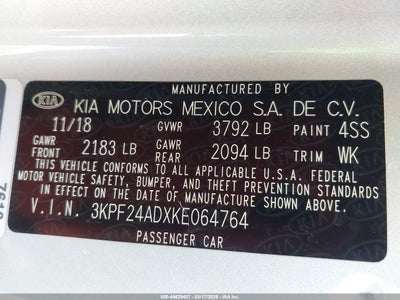 MANUFACTURED BY
KIA KIA MOTORS MEXICO S.A. DE C.V.
11/18 GVWR 3792 LB PAINT 4SS
GAWR FRONT 2183 LB GAWR REAR 2094 LB TRIM WK
THIS VEHICLE CONFORMS TO ALL APPLICABLE U.S.A. FEDERAL
MOTOR VEHICLE SAFETY, BUMPER, AND THEFT PREVENTION STANDARDS
IN EFFECT ON THE DATE OF MANUFACTURE SHOWN ABOVE.
V.I.N. 3KPF24ADXKE064764
PASSENGER CAR